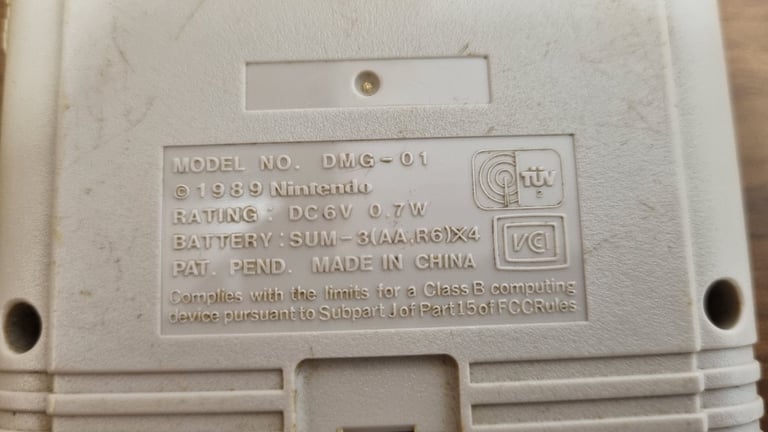 MODEL NO. DMG-01
© 1989 Nintendo
RATING : DC6V 0.7W
BATTERY : SUM-3(AA,R6)X4
PAT. PEND. MADE IN CHINA
Complies with the limits for a Class B computing
device pursuant to Subpart J of Part 15 of FCC Rules
TÜV
2
VCI